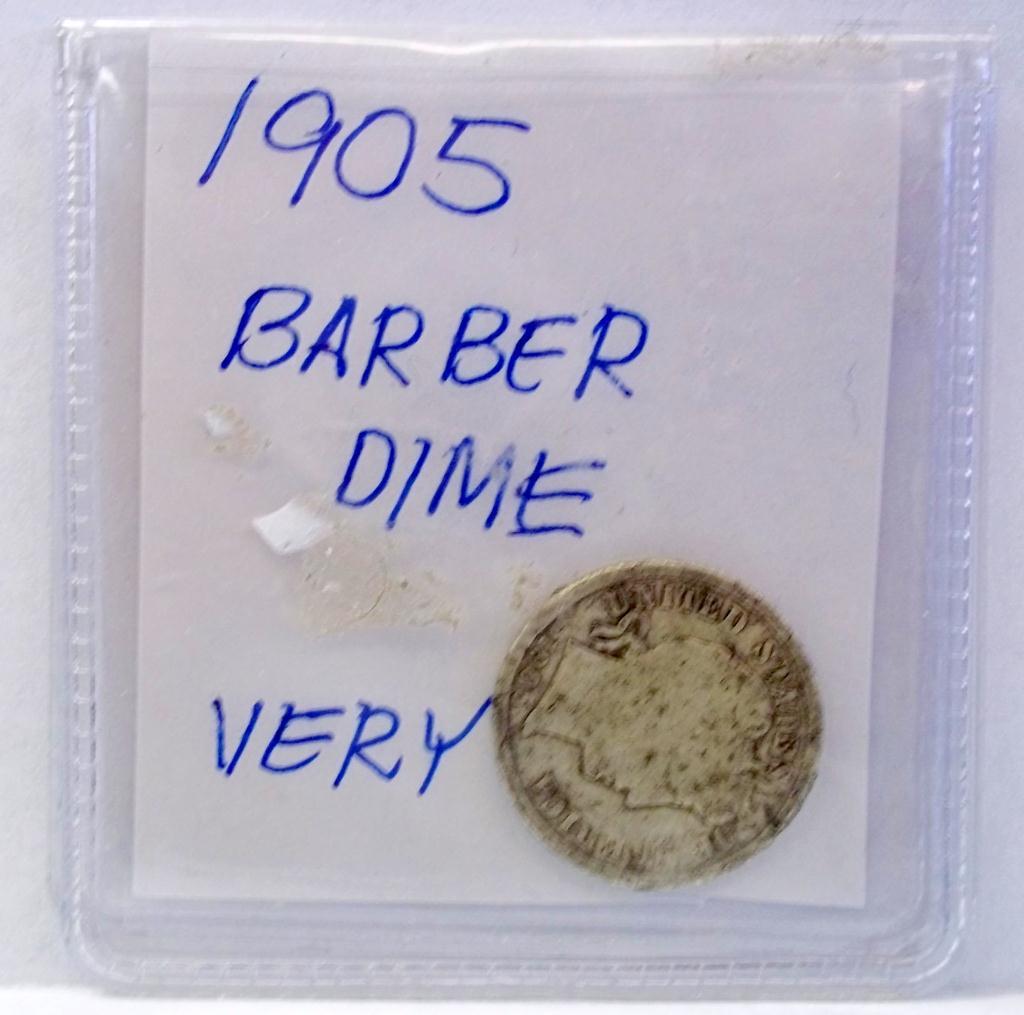 1905
BARBER
DIME
VERY
UNITED STATES